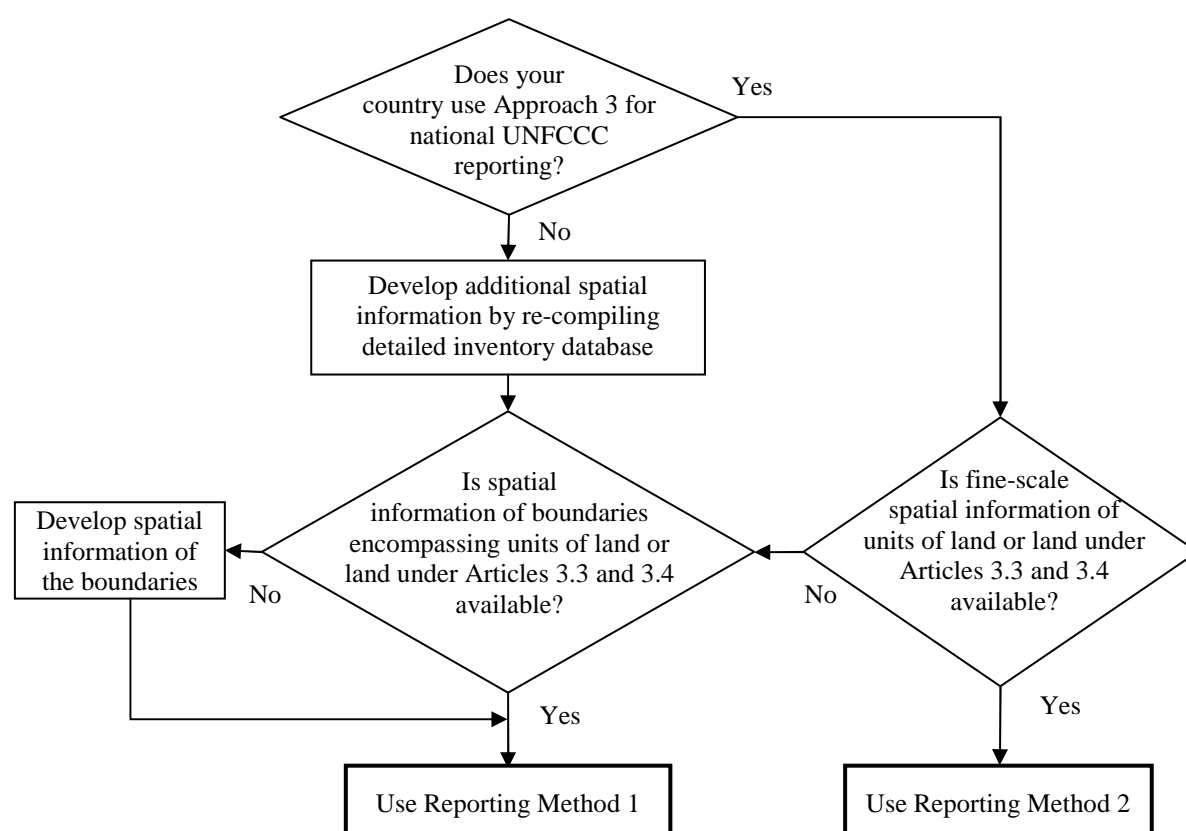 Does your
country use Approach 3 for
national UNFCCC
reporting?
Yes
No
Develop additional spatial
information by re-compiling
detailed inventory database
Is spatial
information of boundaries
encompassing units of land or
land under Articles 3.3 and 3.4
available?
Is fine-scale
spatial information of
units of land or land under
Articles 3.3 and 3.4
available?
Develop spatial
information of
the boundaries
No
No
Yes
Yes
Use Reporting Method 1
Use Reporting Method 2